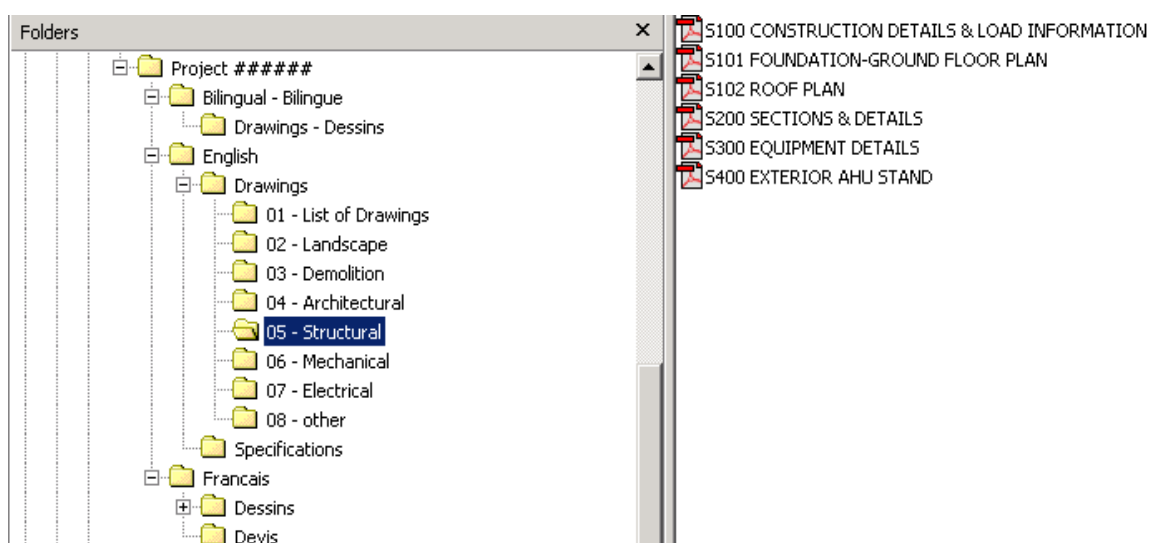 Folders
Project ######
Bilingual - Bilingue
Drawings - Dessins
English
Drawings
01 - List of Drawings
02 - Landscape
03 - Demolition
04 - Architectural
05 - Structural
06 - Mechanical
07 - Electrical
08 - other
Specifications
Francais
Dessins
Devis
S100 CONSTRUCTION DETAILS & LOAD INFORMATION
S101 FOUNDATION-GROUND FLOOR PLAN
S102 ROOF PLAN
S200 SECTIONS & DETAILS
S300 EQUIPMENT DETAILS
S400 EXTERIOR AHU STAND